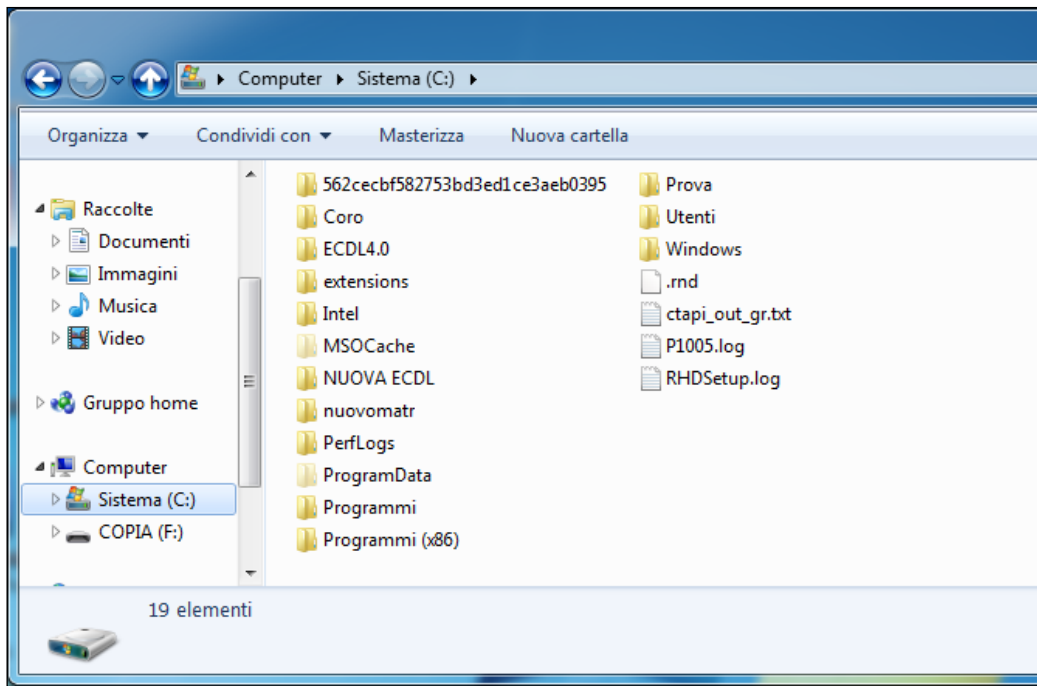 Computer Sistema (C:)
Organizza Condividi con Masterizza Nuova cartella
Raccolte
Documenti
Immagini
Musica
Video
Gruppo home
Computer
Sistema (C:)
COPIA (F:)
562cecbf582753bd3ed1ce3aeb0395
Coro
ECDL4.0
extensions
Intel
MSOCache
NUOVA ECDL
nuovomatr
PerfLogs
ProgramData
Programmi
Programmi (x86)
Prova
Utenti
Windows
.rnd
ctapi_out_gr.txt
P1005.log
RHDSetup.log
19 elementi